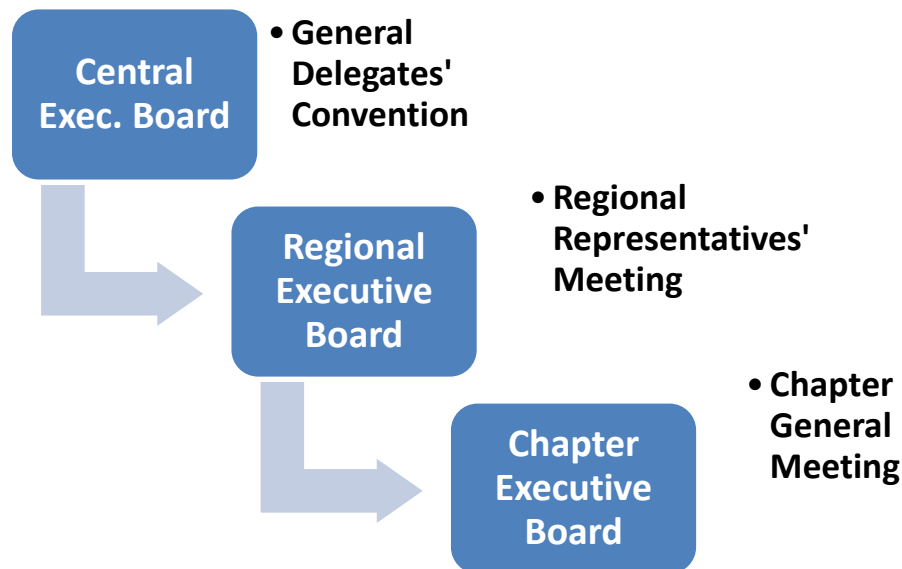 Central
Exec. Board
• General
Delegates'
Convention
Regional
Executive
Board
• Regional
Representatives'
Meeting
Chapter
Executive
Board
• Chapter
General
Meeting